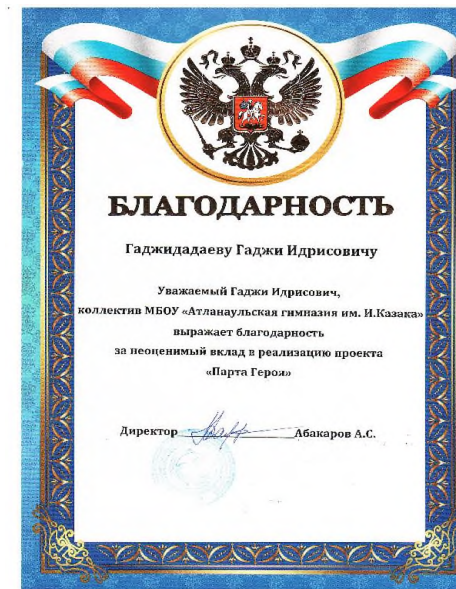 БЛАГОДАРНОСТЬ
Гаджидадаеву Гаджи Идрисовичу
Уважаемый Гаджи Идрисович,
коллектив МБОУ «Атланаульская гимназия им. И.Казака»
выражает благодарность
за неоценимый вклад в реализацию проекта
«Парта Героя»
Директор Абакаров А.С.